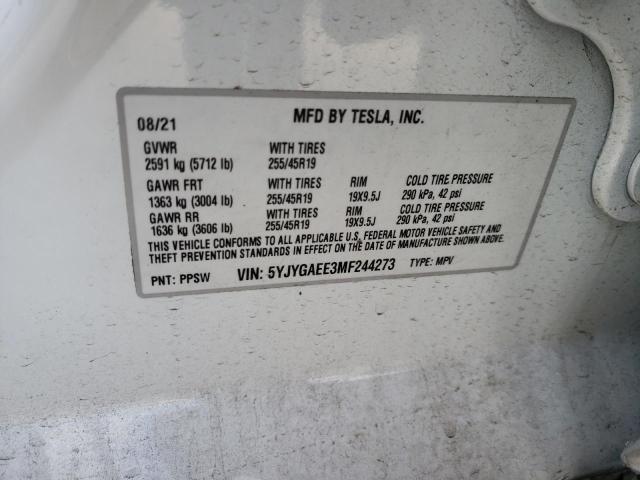 08/21 MFD BY TESLA, INC.
GVWR WITH TIRES
2591 kg (5712 lb) 255/45R19
GAWR FRT WITH TIRES RIM COLD TIRE PRESSURE
1363 kg (3004 lb) 255/45R19 19X9.5J 290 kPa, 42 psi
GAWR RR WITH TIRES RIM COLD TIRE PRESSURE
1636 kg (3606 lb) 255/45R19 19X9.5J 290 kPa, 42 psi
THIS VEHICLE CONFORMS TO ALL APPLICABLE U.S. FEDERAL MOTOR VEHICLE SAFETY AND
THEFT PREVENTION STANDARDS IN EFFECT ON THE DATE OF MANUFACTURE SHOWN ABOVE.
PNT: PPSW VIN: 5YJYGAEE3MF244273 TYPE: MPV